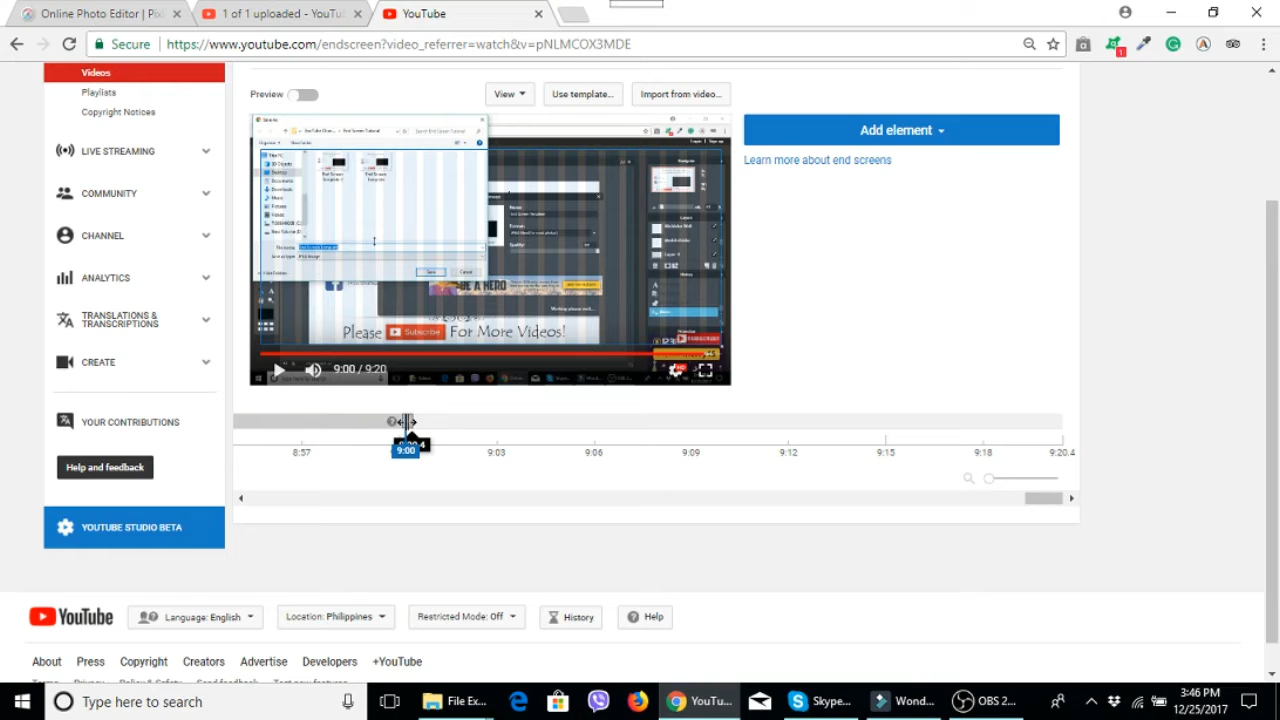 Online Photo Editor | Pix
1 of 1 uploaded - YouTu
YouTube
Secure
https://www.youtube.com/endscreen?video_referrer=watch&v=pNLMCOX3MDE
1
Videos
Playlists
Copyright Notices
LIVE STREAMING
COMMUNITY
CHANNEL
ANALYTICS
TRANSLATIONS &
TRANSCRIPTIONS
CREATE
YOUR CONTRIBUTIONS
Help and feedback
YOUTUBE STUDIO BETA
Preview
View
Use template...
Import from video...
Add element
Learn more about end screens
BE A HERO
Please Subscribe For More Videos!
9:00 / 9:20
HD
8:57
9:00
9:03
9:06
9:09
9:12
9:15
9:18
9:20.4
YouTube
Language: English
Location: Philippines
Restricted Mode: Off
History
Help
About
Press
Copyright
Creators
Advertise
Developers
+YouTube
Type here to search
File Ex...
YouTu...
Skype...
Wond...
OBS 2...
3:46 PM
12/25/2017